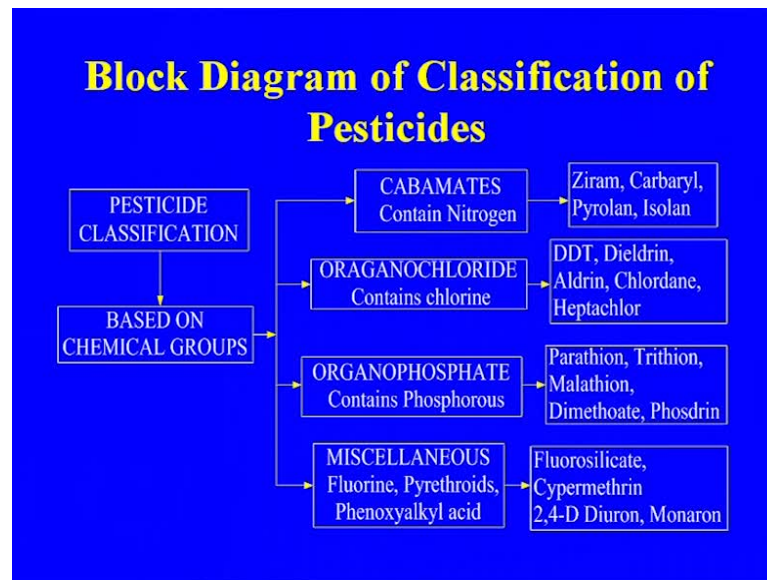 Block Diagram of Classification of
Pesticides
PESTICIDE
CLASSIFICATION
BASED ON
CHEMICAL GROUPS
CABAMATES
Contain Nitrogen
Ziram, Carbaryl,
Pyrolan, Isolan
ORAGANOCHLORIDE
Contains chlorine
DDT, Dieldrin,
Aldrin, Chlordane,
Heptachlor
ORGANOPHOSPHATE
Contains Phosphorous
Parathion, Trithion,
Malathion,
Dimethoate, Phosdrin
MISCELLANEOUS
Fluorine, Pyrethroids,
Phenoxyalkyl acid
Fluorosilicate,
Cypermethrin
2,4-D Diuron, Monaron